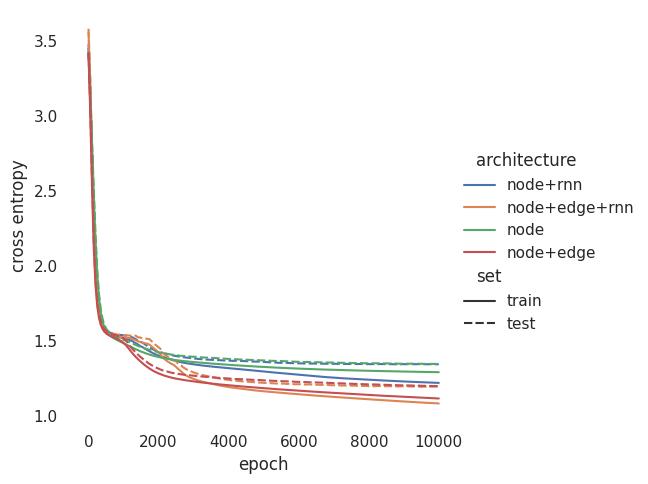 3.5
3.0
2.5
2.0
1.5
1.0
cross entropy
0
2000
4000
6000
8000
10000
epoch
architecture
node+rnn
node+edge+rnn
node
node+edge
set
train
test